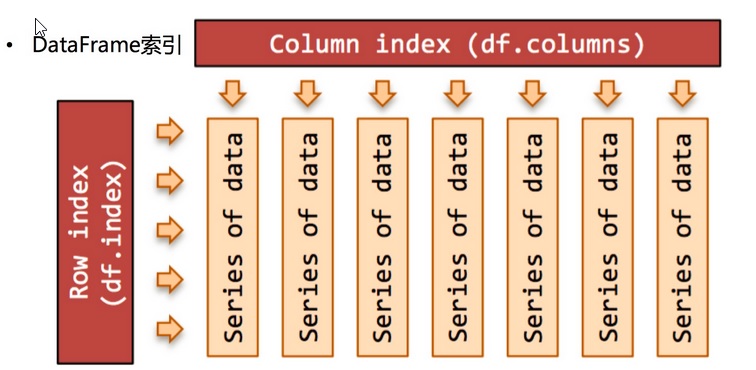 • DataFrame索引
Column index (df.columns)
Row index
(df.index)
Series of data
Series of data
Series of data
Series of data
Series of data
Series of data
Series of data